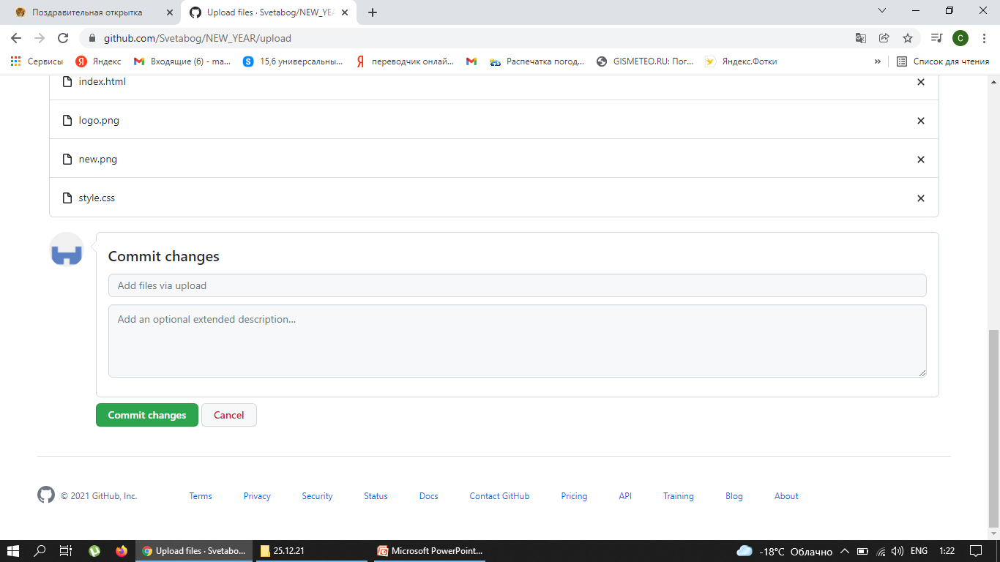 Поздравительная открытка
Upload files · Svetabog/NEW_YEA
github.com/Svetabog/NEW_YEAR/upload
C
Сервисы
Яндекс
Входящие (6) - ma...
15,6 универсальны...
переводчик онлай...
Распечатка погод...
GISMETEO.RU: Пог...
Яндекс.Фотки
»
Список для чтения
index.html
logo.png
new.png
style.css
Commit changes
Add files via upload
Add an optional extended description...
Commit changes
Cancel
© 2021 GitHub, Inc.
Terms
Privacy
Security
Status
Docs
Contact GitHub
Pricing
API
Training
Blog
About
Upload files · Svetabo...
25.12.21
Microsoft PowerPoint...
-18°C Облачно
ENG
1:22